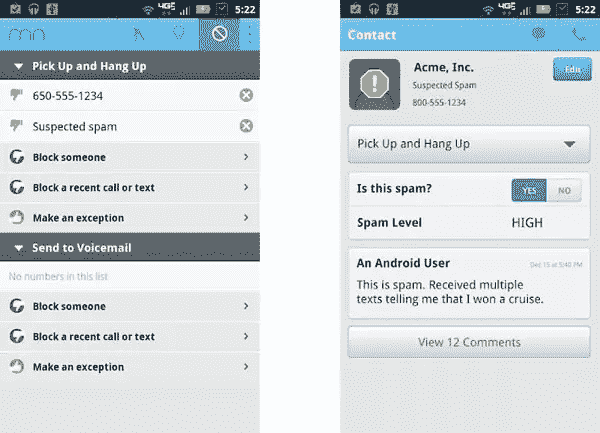 4G 5:22
mn
Pick Up and Hang Up
650-555-1234
Suspected spam
Block someone
Block a recent call or text
Make an exception
Send to Voicemail
No numbers in this list
Block someone
Block a recent call or text
Make an exception
4G 5:22
Contact
Acme, Inc.
Edit
Suspected Spam
800-555-1234
Pick Up and Hang Up
Is this spam? YES NO
Spam Level HIGH
An Android User Dec 15 at 5:40 PM
This is spam. Received multiple
texts telling me that I won a cruise.
View 12 Comments